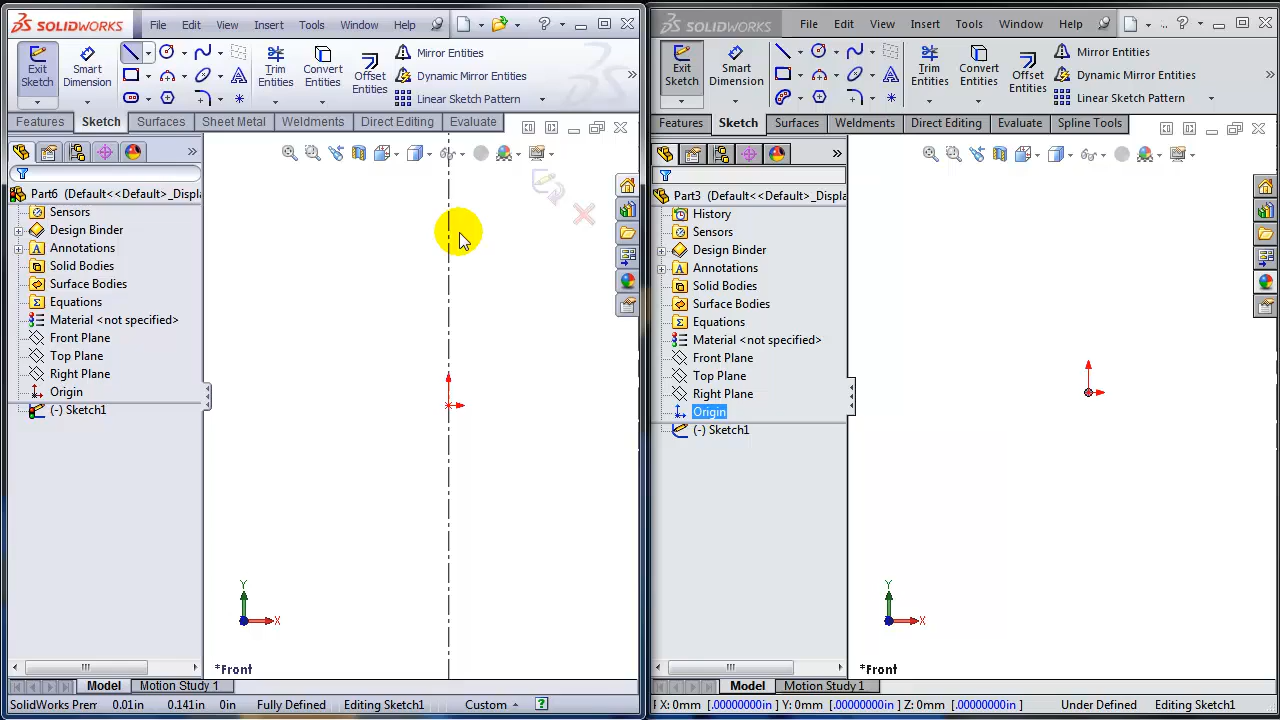 SOLIDWORKS File Edit View Insert Tools Window Help ?
Exit Sketch
Smart Dimension
Trim Entities
Convert Entities
Offset Entities
Mirror Entities
Dynamic Mirror Entities
Linear Sketch Pattern
Features Sketch Surfaces Sheet Metal Weldments Direct Editing Evaluate
Part6 (Default<<Default>_Displa
Sensors
Design Binder
Annotations
Solid Bodies
Surface Bodies
Equations
Material <not specified>
Front Plane
Top Plane
Right Plane
Origin
(-) Sketch1
Y
X
*Front
Model Motion Study 1
SolidWorks Prem 0.01in 0.141in 0in Fully Defined Editing Sketch1 Custom ?
SOLIDWORKS File Edit View Insert Tools Window Help ?
Exit Sketch
Smart Dimension
Trim Entities
Convert Entities
Offset Entities
Mirror Entities
Dynamic Mirror Entities
Linear Sketch Pattern
Features Sketch Surfaces Weldments Direct Editing Evaluate Spline Tools
Part3 (Default<<Default>_Displa
History
Sensors
Design Binder
Annotations
Solid Bodies
Surface Bodies
Equations
Material <not specified>
Front Plane
Top Plane
Right Plane
Origin
(-) Sketch1
Y
X
*Front
Model Motion Study 1
X: 0mm [.00000000in Y: 0mm [.00000000in Z: 0mm [.00000000in Under Defined Editing Sketch1